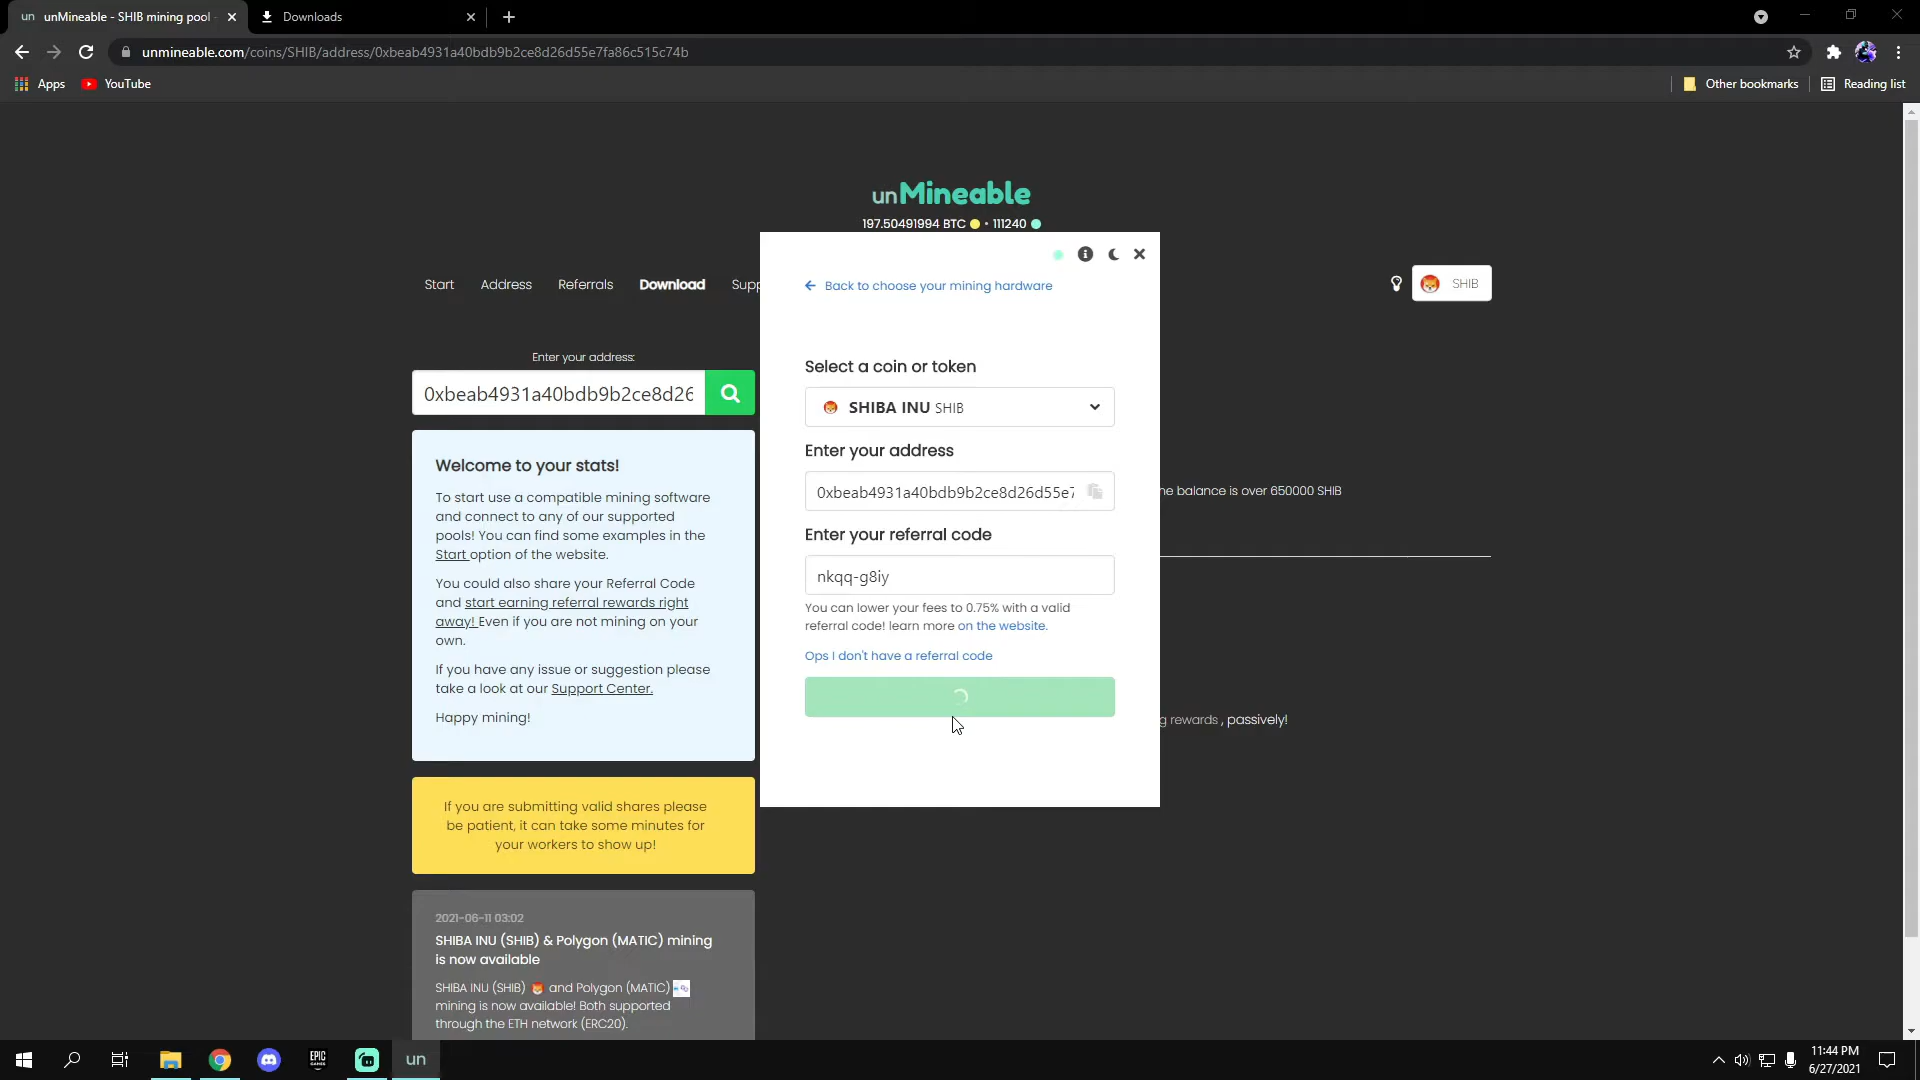 un unMineable - SHIB mining pool -
Downloads
unmineable.com/coins/SHIB/address/0xbeab4931a40bdb9b2ce8d26d55e7fa86c515c74b
Apps
YouTube
Other bookmarks
Reading list
unMineable
197.50491994 BTC • 111240
Start
Address
Referrals
Download
Supp
SHIB
Enter your address:
0xbeab4931a40bdb9b2ce8d26
Welcome to your stats!
To start use a compatible mining software
and connect to any of our supported
pools! You can find some examples in the
Start option of the website.
You could also share your Referral Code
and start earning referral rewards right
away! Even if you are not mining on your
own.
If you have any issue or suggestion please
take a look at our Support Center.
Happy mining!
If you are submitting valid shares please
be patient, it can take some minutes for
your workers to show up!
2021-06-11 03:02
SHIBA INU (SHIB) & Polygon (MATIC) mining
is now available
SHIBA INU (SHIB) and Polygon (MATIC)
mining is now available! Both supported
through the ETH network (ERC20).
Back to choose your mining hardware
Select a coin or token
SHIBA INU SHIB
Enter your address
0xbeab4931a40bdb9b2ce8d26d55e7
Enter your referral code
nkqq-g8iy
You can lower your fees to 0.75% with a valid
referral code! learn more on the website.
Ops I don't have a referral code
he balance is over 650000 SHIB
g rewards , passively!
EPIC
GAMES
un
11:44 PM
6/27/2021